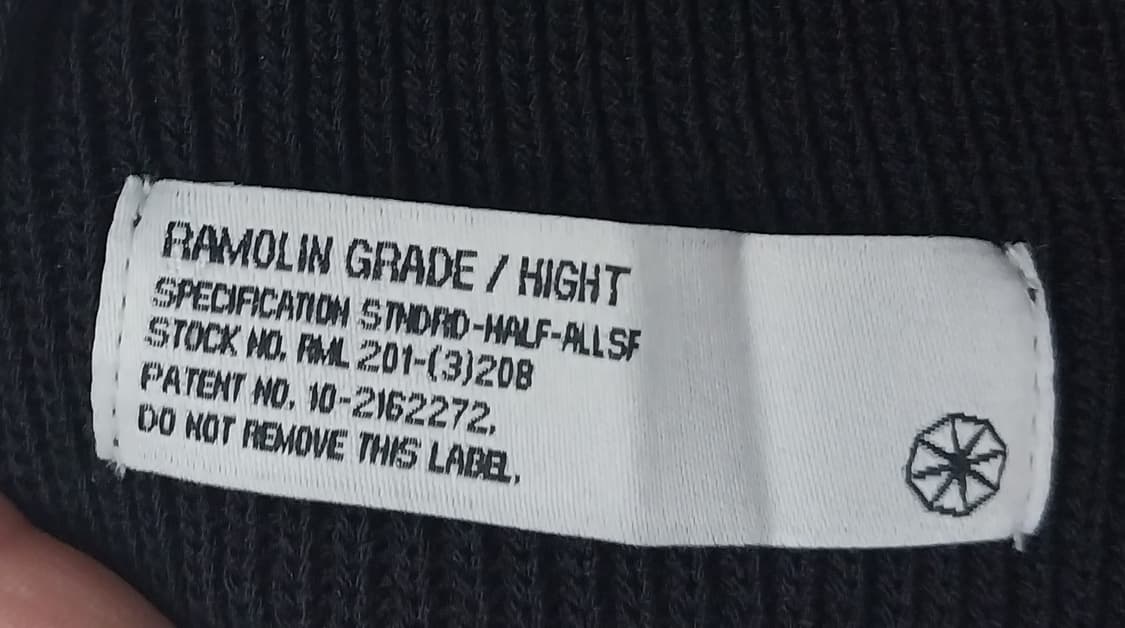 RAMOLIN GRADE / HIGHT
SPECIFICATION STNDRD-HALF-ALLSF
STOCK NO. RML 201-(3)208
PATENT NO. 10-2162272,
DO NOT REMOVE THIS LABEL,